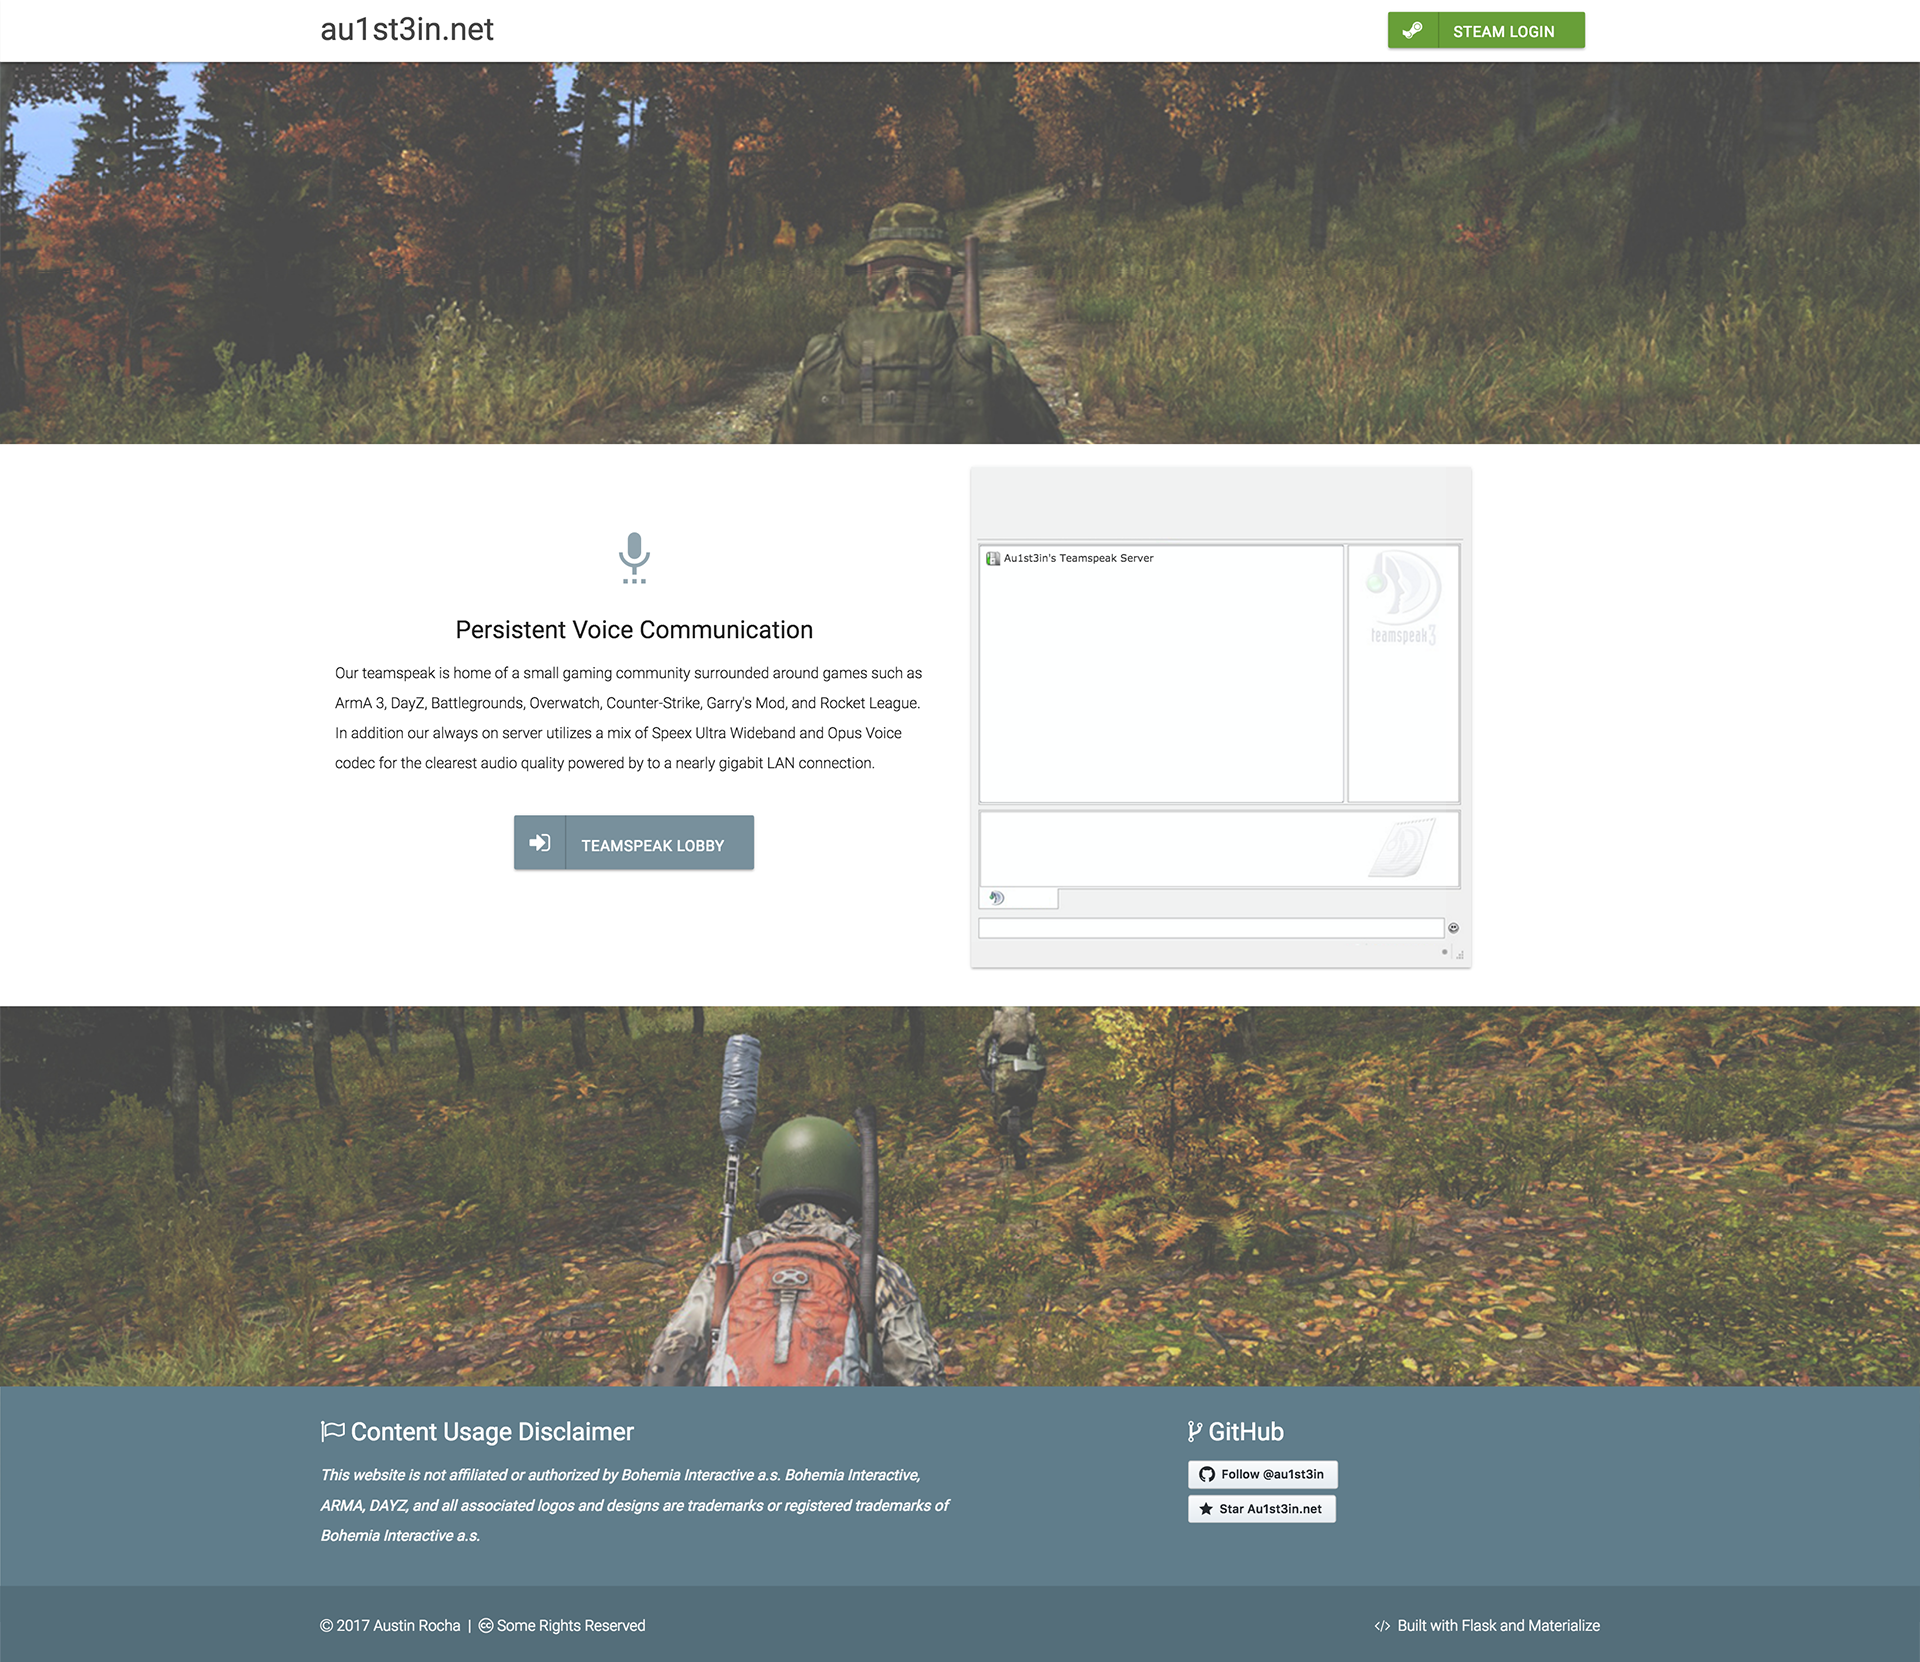 au1st3in.net
STEAM LOGIN
Persistent Voice Communication
Our teamspeak is home of a small gaming community surrounded around games such as
ArmA 3, DayZ, Battlegrounds, Overwatch, Counter-Strike, Garry's Mod, and Rocket League.
In addition our always on server utilizes a mix of Speex Ultra Wideband and Opus Voice
codec for the clearest audio quality powered by to a nearly gigabit LAN connection.
TEAMSPEAK LOBBY
Au1st3in's Teamspeak Server
teamspeak3
Content Usage Disclaimer
This website is not affiliated or authorized by Bohemia Interactive a.s. Bohemia Interactive,
ARMA, DAYZ, and all associated logos and designs are trademarks or registered trademarks of
Bohemia Interactive a.s.
GitHub
Follow @au1st3in
Star Au1st3in.net
© 2017 Austin Rocha | 🄯 Some Rights Reserved
</> Built with Flask and Materialize